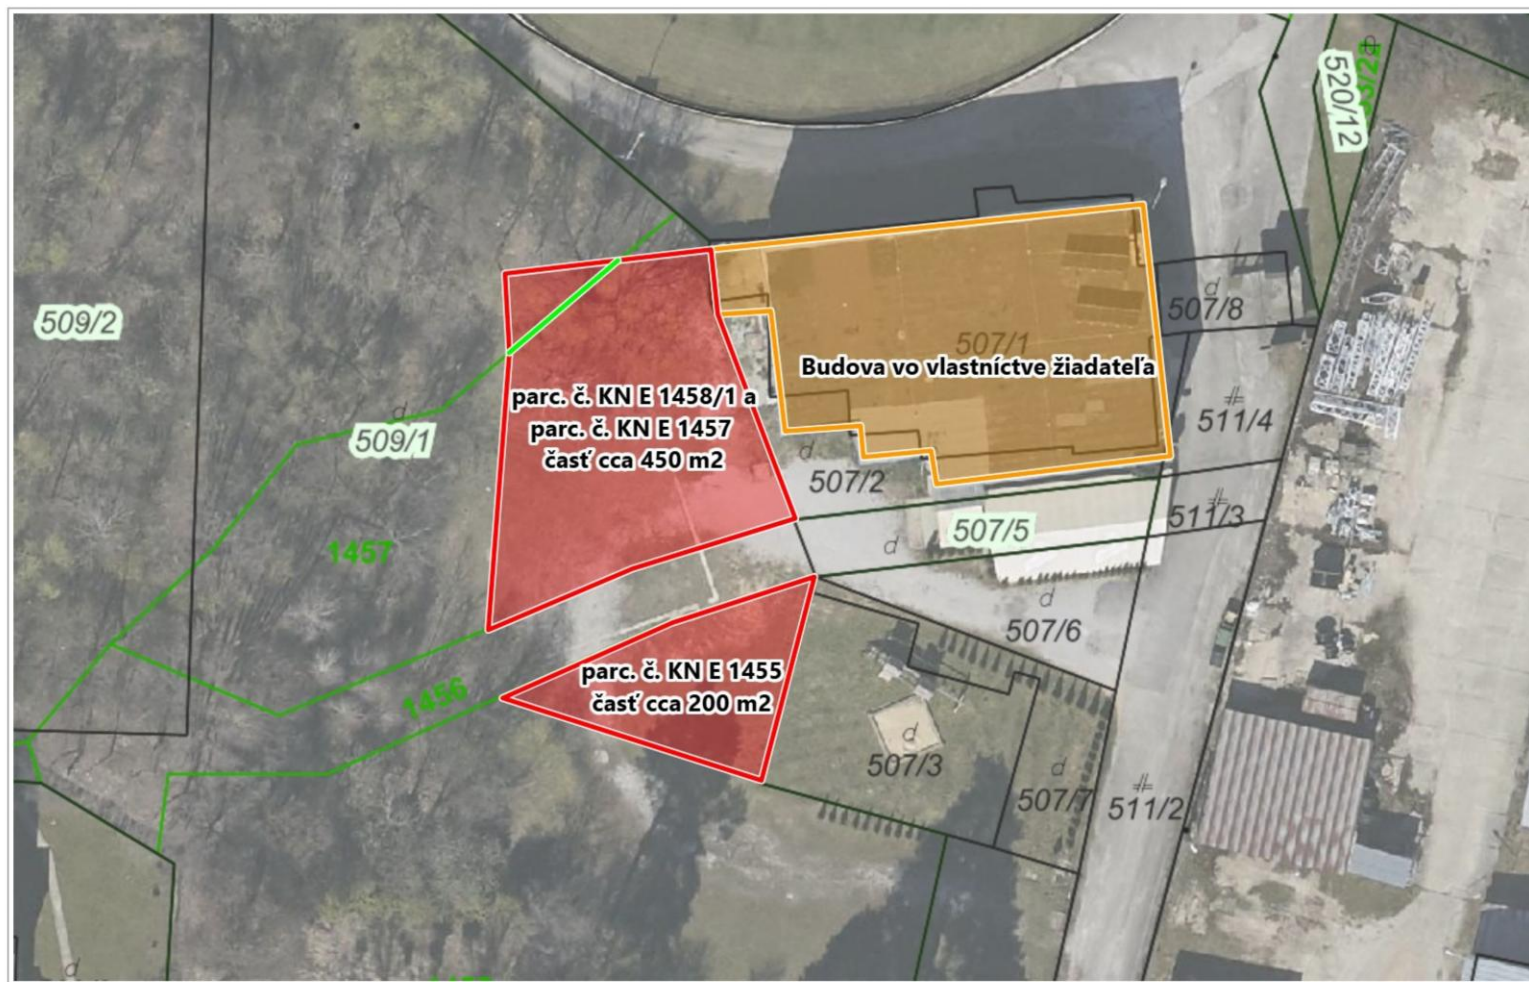 520/12
509/2
507/8
507/1
Budova vo vlastníctve žiadateľa
parc. č. KN E 1458/1 a
parc. č. KN E 1457
časť cca 450 m2
509/1
511/4
507/2
511/3
507/5
1457
507/6
parc. č. KN E 1455
časť cca 200 m2
1456
507/3
507/7
511/2